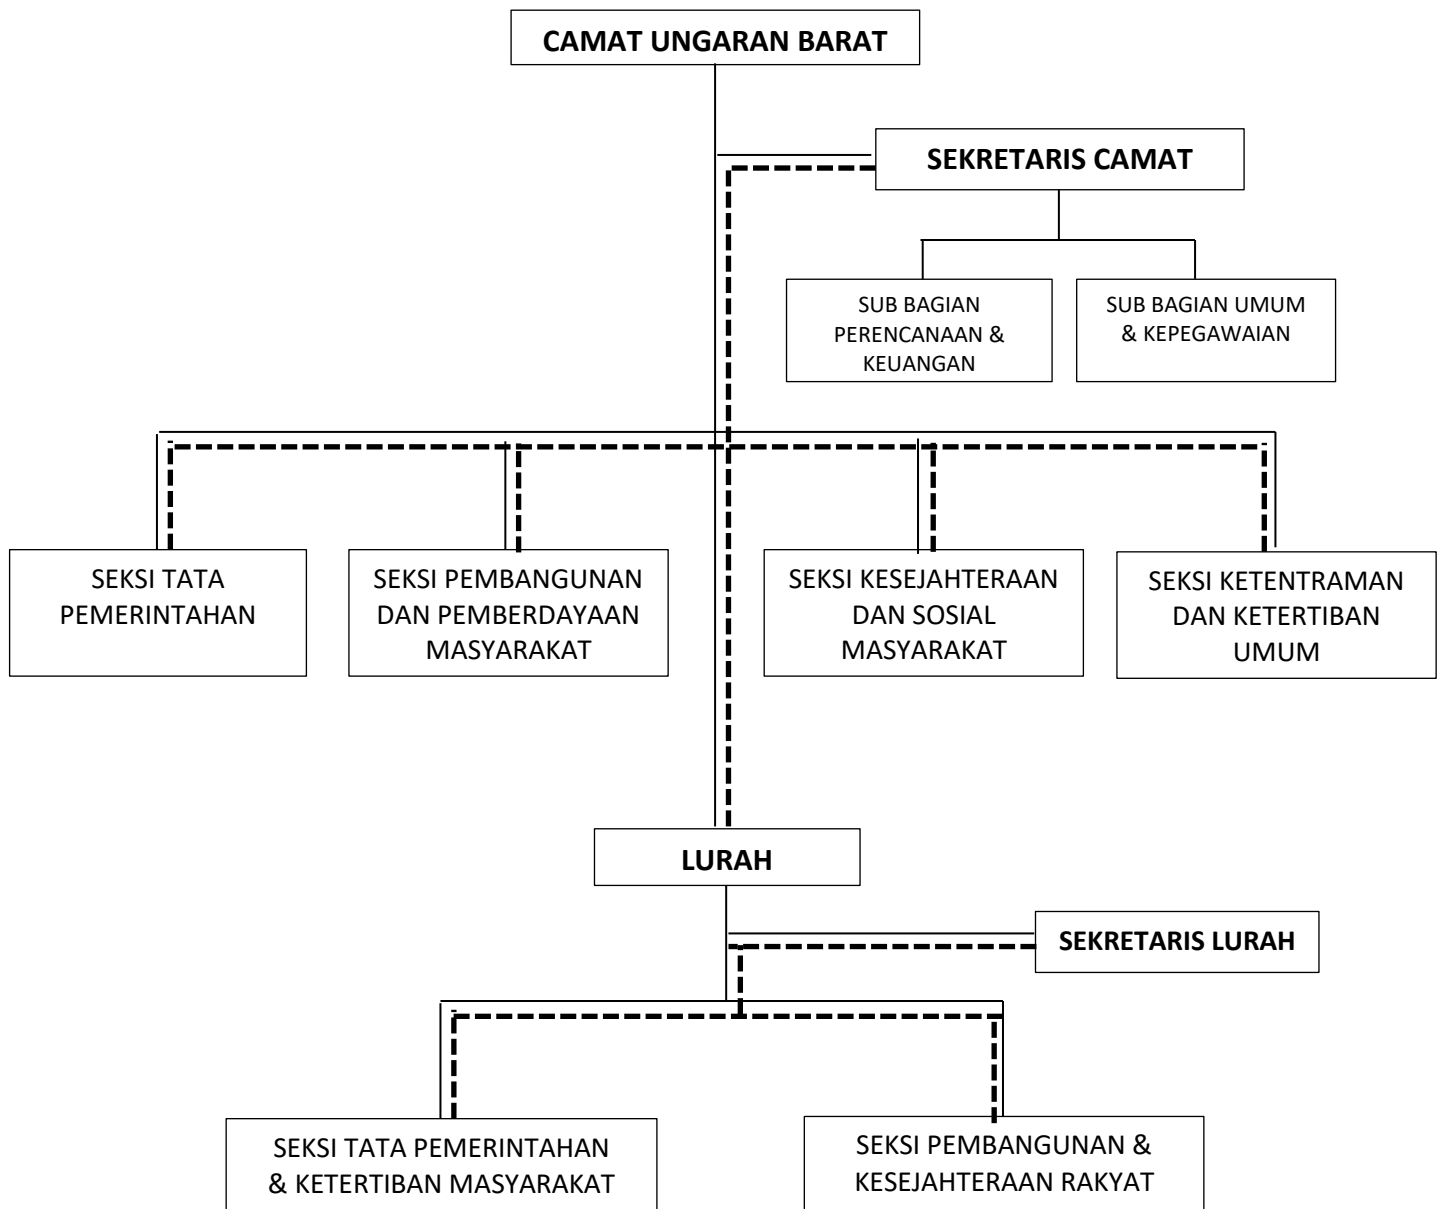 CAMAT UNGARAN BARAT
SEKRETARIS CAMAT
SUB BAGIAN
PERENCANAAN &
KEUANGAN
SUB BAGIAN UMUM
& KEPEGAWAIAN
SEKSI TATA
PEMERINTAHAN
SEKSI PEMBANGUNAN
DAN PEMBERDAYAAN
MASYARAKAT
SEKSI KESEJAHTERAAN
DAN SOSIAL
MASYARAKAT
SEKSI KETENTRAMAN
DAN KETERTIBAN
UMUM
LURAH
SEKRETARIS LURAH
SEKSI TATA PEMERINTAHAN
& KETERTIBAN MASYARAKAT
SEKSI PEMBANGUNAN &
KESEJAHTERAAN RAKYAT